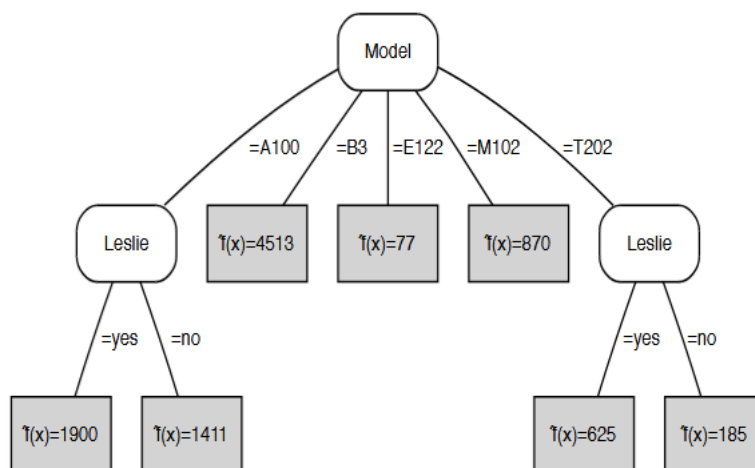 Model
=A100
=B3
=E122
=M102
=T202
Leslie
f̂(x)=4513
f̂(x)=77
f̂(x)=870
Leslie
=yes
=no
=yes
=no
f̂(x)=1900
f̂(x)=1411
f̂(x)=625
f̂(x)=185